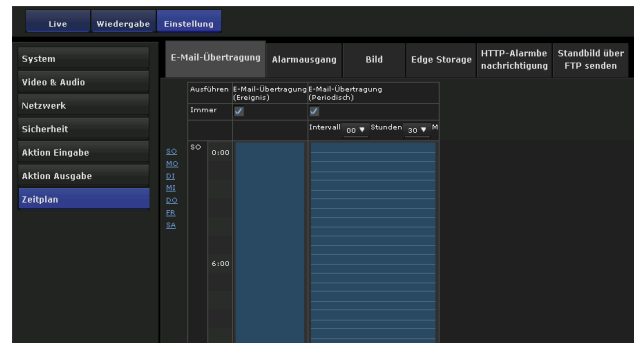 Live Wiedergabe Einstellung
System
Video & Audio
Netzwerk
Sicherheit
Aktion Eingabe
Aktion Ausgabe
Zeitplan
E-Mail-Übertragung Alarmausgang Bild Edge Storage HTTP-Alarmbe
nachrichtigung Standbild über
FTP senden
Ausführen E-Mail-Übertragung
(Ereignis) E-Mail-Übertragung
(Periodisch)
Immer
Intervall 00 ▼ Stunden 30 ▼ M
SO
MO
DI
MI
DO
FR
SA
SO 0:00
6:00